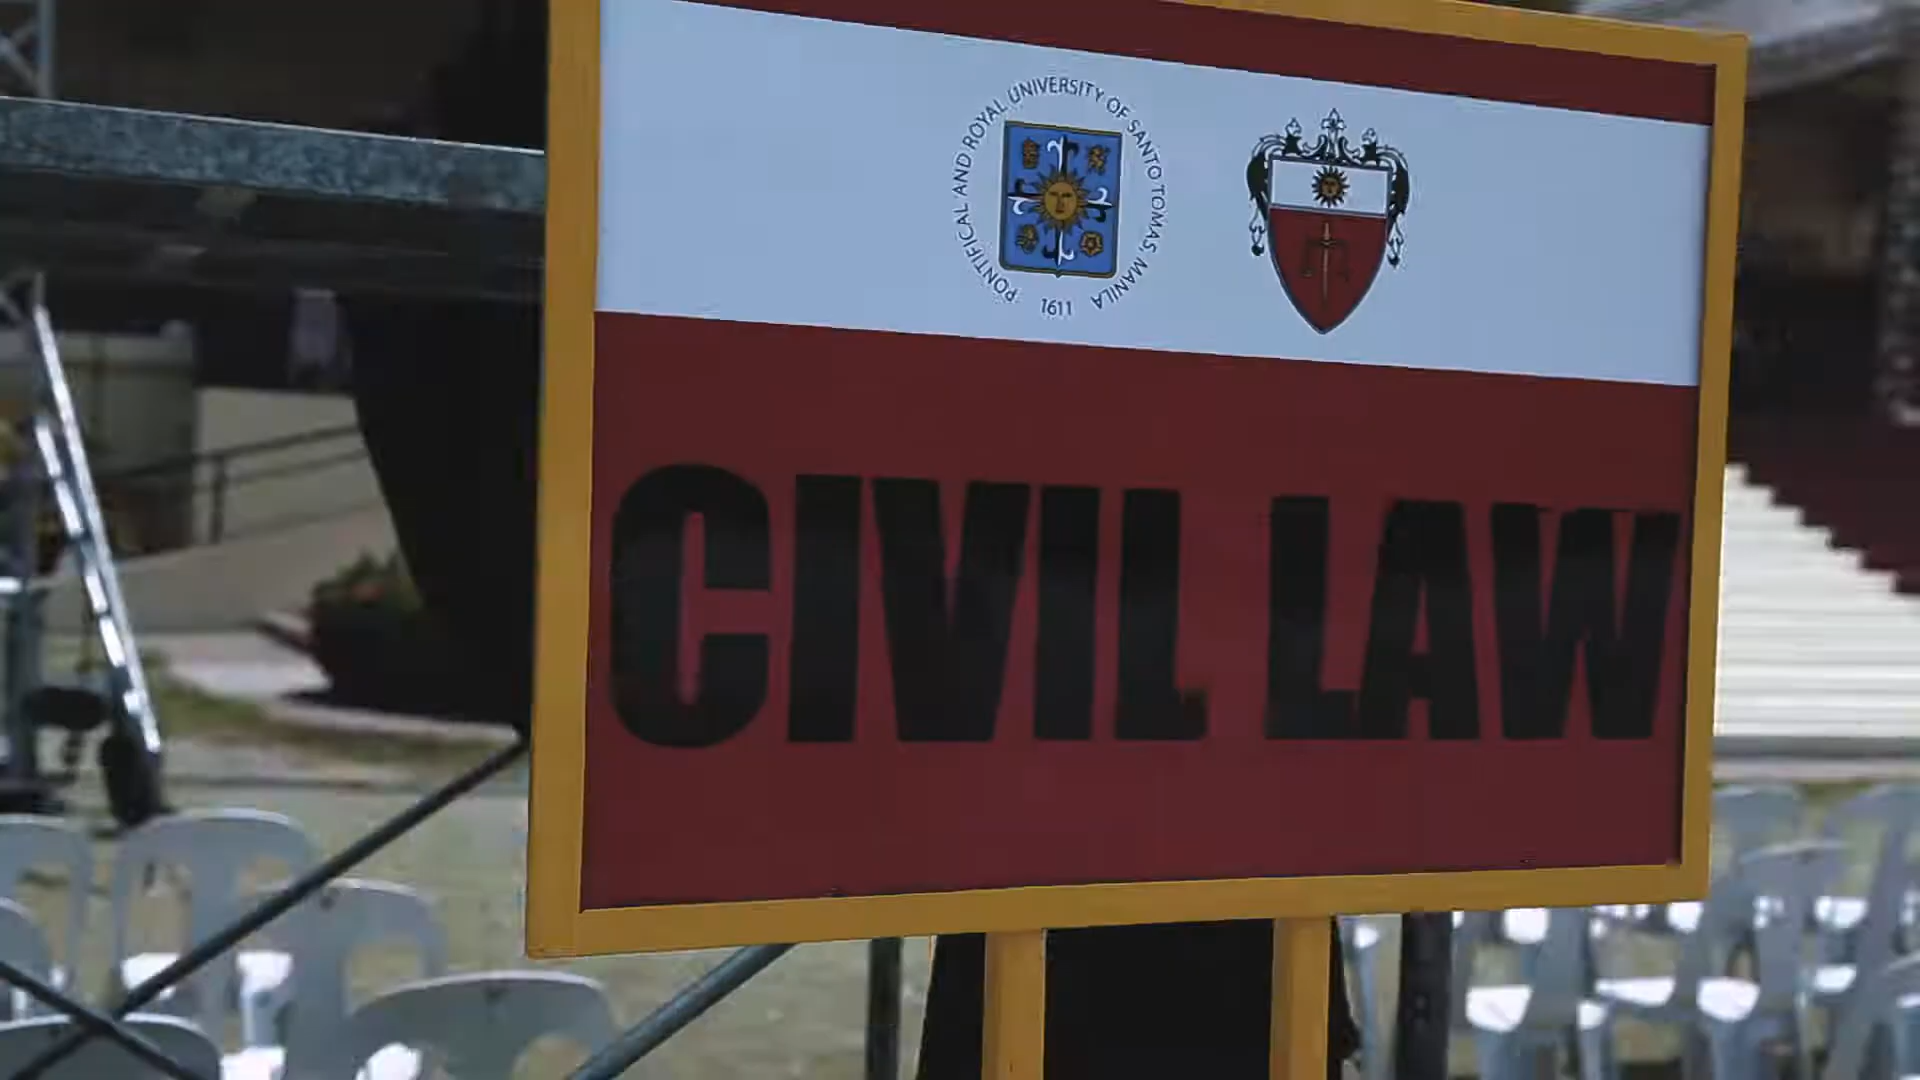 PONTIFICAL AND ROYAL UNIVERSITY OF SANTO TOMAS, MANILA
1611
CIVIL LAW